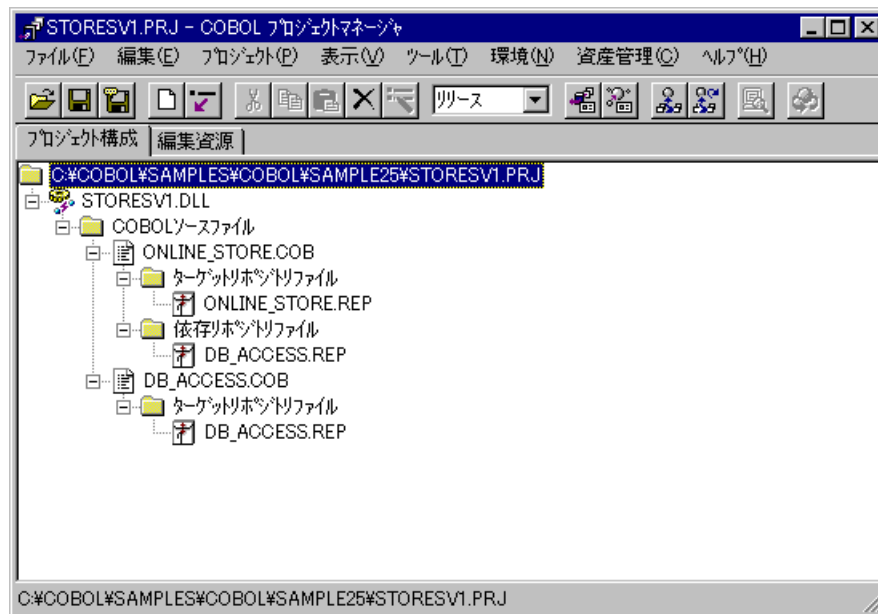 STORESV1.PRJ - COBOL ﾌﾟﾛｼﾞｪｸﾄﾏﾈｰｼﾞｬ
ﾌｧｲﾙ(F) 編集(E) ﾌﾟﾛｼﾞｪｸﾄ(P) 表示(V) ﾂｰﾙ(T) 環境(N) 資産管理(C) ﾍﾙﾌﾟ(H)
ﾘﾘｰｽ
ﾌﾟﾛｼﾞｪｸﾄ構成 編集資源
C:¥COBOL¥SAMPLES¥COBOL¥SAMPLE25¥STORESV1.PRJ
STORESV1.DLL
COBOLｿｰｽﾌｧｲﾙ
ONLINE_STORE.COB
ﾀｰｹﾞｯﾄﾘﾎﾟｼﾞﾄﾘﾌｧｲﾙ
ONLINE_STORE.REP
依存ﾘﾎﾟｼﾞﾄﾘﾌｧｲﾙ
DB_ACCESS.REP
DB_ACCESS.COB
ﾀｰｹﾞｯﾄﾘﾎﾟｼﾞﾄﾘﾌｧｲﾙ
DB_ACCESS.REP
C:¥COBOL¥SAMPLES¥COBOL¥SAMPLE25¥STORESV1.PRJ